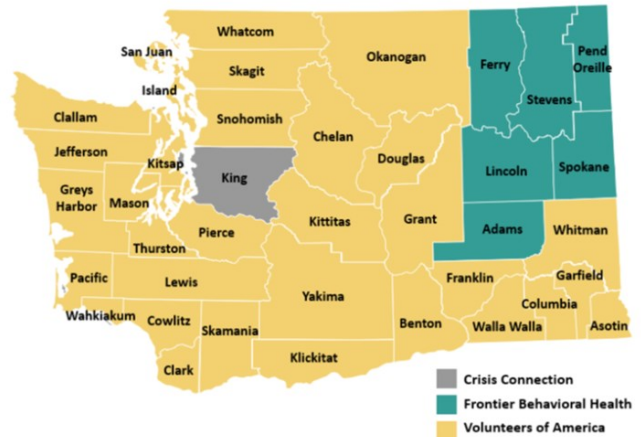 Whatcom
San Juan
Okanogan
Ferry
Pend
Oreille
Skagit
Island
Stevens
Snohomish
Clallam
Chelan
Jefferson
Douglas
Kitsap
King
Lincoln
Spokane
Greys
Harbor
Mason
Kittitas
Grant
Pierce
Adams
Whitman
Thurston
Pacific
Lewis
Franklin
Garfield
Yakima
Columbia
Wahkiakum
Cowlitz
Skamania
Benton
Walla Walla
Asotin
Klickitat
Clark
Crisis Connection
Frontier Behavioral Health
Volunteers of America